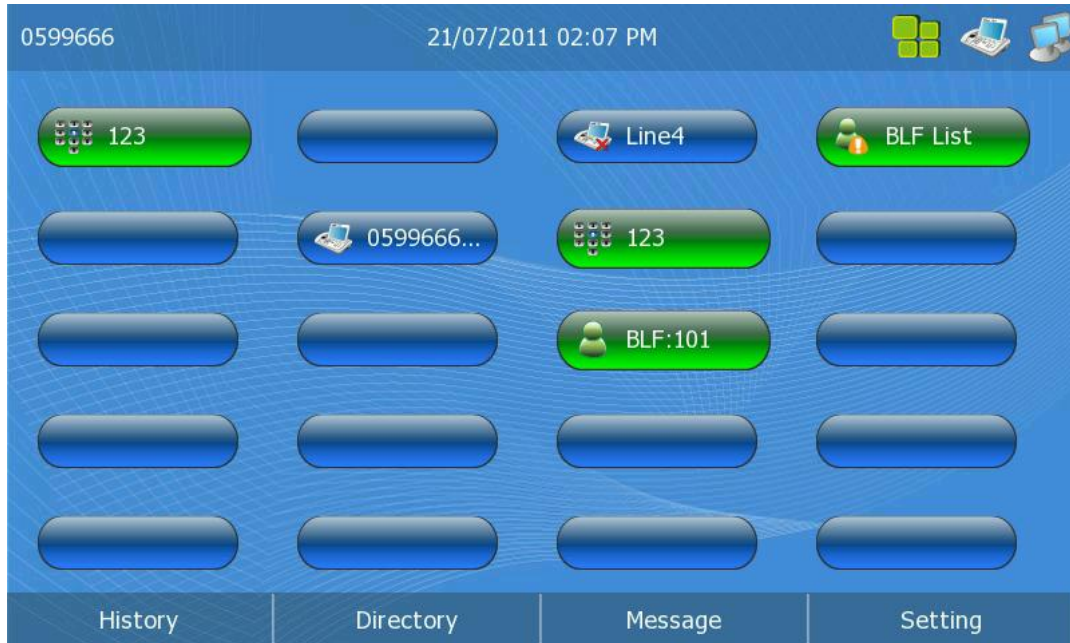 0599666 21/07/2011 02:07 PM
123 Line4 BLF List
0599666... 123
BLF:101
History Directory Message Setting